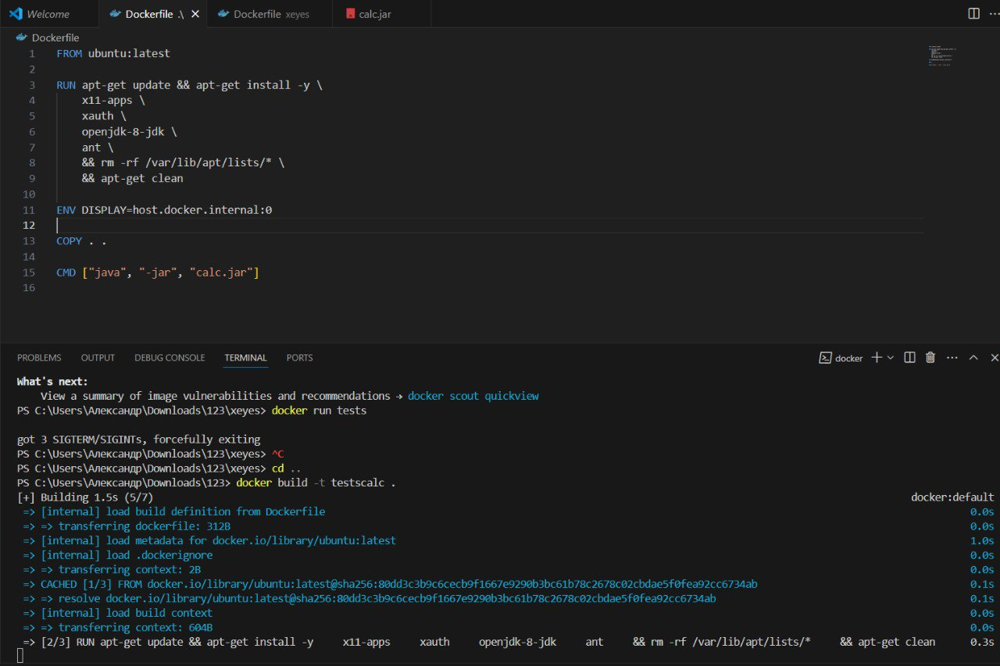 Welcome
Dockerfile .\
Dockerfile xeyes
calc.jar
Dockerfile
1 FROM ubuntu:latest
2
3 RUN apt-get update && apt-get install -y \
4 x11-apps \
5 xauth \
6 openjdk-8-jdk \
7 ant \
8 && rm -rf /var/lib/apt/lists/* \
9 && apt-get clean
10
11 ENV DISPLAY=host.docker.internal:0
12
13 COPY . .
14
15 CMD ["java", "-jar", "calc.jar"]
16
PROBLEMS OUTPUT DEBUG CONSOLE TERMINAL PORTS docker
What's next:
View a summary of image vulnerabilities and recommendations → docker scout quickview
PS C:\Users\Александр\Downloads\123\xeyes> docker run tests
got 3 SIGTERM/SIGINTs, forcefully exiting
PS C:\Users\Александр\Downloads\123\xeyes> ^C
PS C:\Users\Александр\Downloads\123\xeyes> cd ..
PS C:\Users\Александр\Downloads\123> docker build -t testscalc .
[+] Building 1.5s (5/7) docker:default
=> [internal] load build definition from Dockerfile 0.0s
=> => transferring dockerfile: 312B 0.0s
=> [internal] load metadata for docker.io/library/ubuntu:latest 1.0s
=> [internal] load .dockerignore 0.0s
=> => transferring context: 2B 0.0s
=> CACHED [1/3] FROM docker.io/library/ubuntu:latest@sha256:80dd3c3b9c6cecb9f1667e9290b3bc61b78c2678c02cbdae5f0fea92cc6734ab 0.1s
=> => resolve docker.io/library/ubuntu:latest@sha256:80dd3c3b9c6cecb9f1667e9290b3bc61b78c2678c02cbdae5f0fea92cc6734ab 0.1s
=> [internal] load build context 0.0s
=> => transferring context: 604B 0.0s
=> [2/3] RUN apt-get update && apt-get install -y x11-apps xauth openjdk-8-jdk ant && rm -rf /var/lib/apt/lists/* && apt-get clean 0.3s